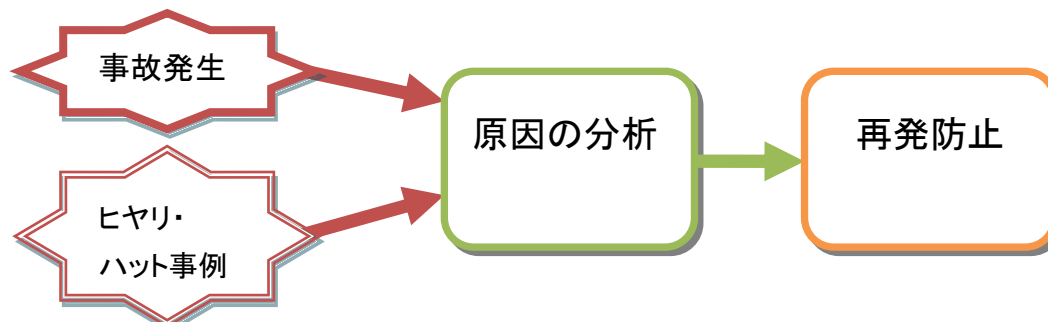 事故発生
原因の分析
再発防止
ヒヤリ・
ハット事例